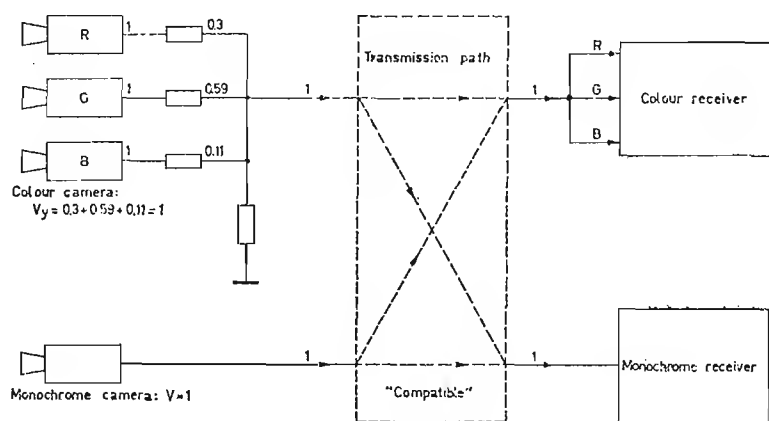 R
1
0.3
G
1
0.59
B
1
0.11
Colour camera:
Vy = 0.3 + 0.59 + 0.11 = 1
1
Transmission path
1
R
G
B
Colour receiver
Monochrome camera: V=1
1
"Compatible"
1
Monochrome receiver